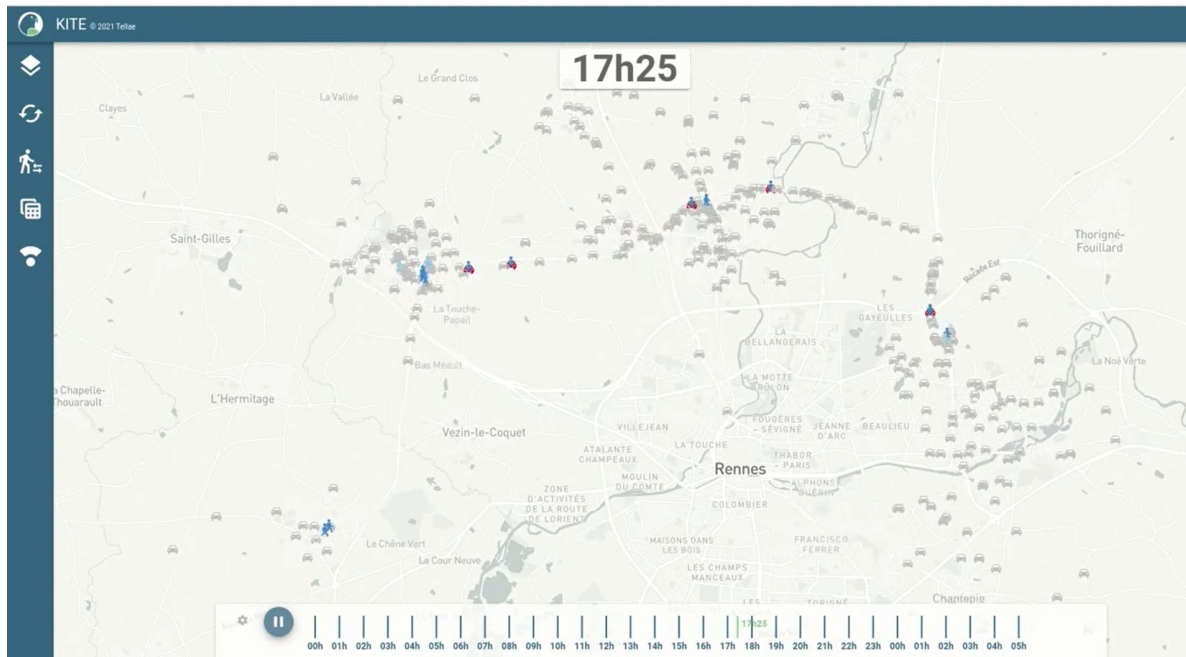 KITE © 2021 Tellae
17h25
Le Grand Clos
La Vallée
Clayes
Saint-Gilles
Thorigné-
Fouillard
Rocade Est
LES
GAYEULLES
La Touche-
Papail
LA
BELLANGERAIS
Bas Méault
La Noë Verte
LA MOTTE
BRÛLON
a Chapelle-
Thouarault
L'Hermitage
Vezin-le-Coquet
VILLEJEAN
FOUGÈRES
– SÉVIGNÉ
JEANNE
D'ARC
BEAULIEU
ATALANTE
CHAMPEAUX
LA TOUCHE
THABOR
– PARIS
Rennes
MOULIN
DU COMTE
ALPHONSE
GUÉRIN
ZONE
D'ACTIVITÉS
DE LA ROUTE
DE LORIENT
COLOMBIER
Le Chêne Vert
La Cour Neuve
MAISONS DANS
LES BOIS
FRANCISCO
FERRER
LES CHAMPS
MANCEAUX
Chantepie
LES
TORIGNÉ
17h25
00h 01h 02h 03h 04h 05h 06h 07h 08h 09h 10h 11h 12h 13h 14h 15h 16h 17h 18h 19h 20h 21h 22h 23h 00h 01h 02h 03h 04h 05h